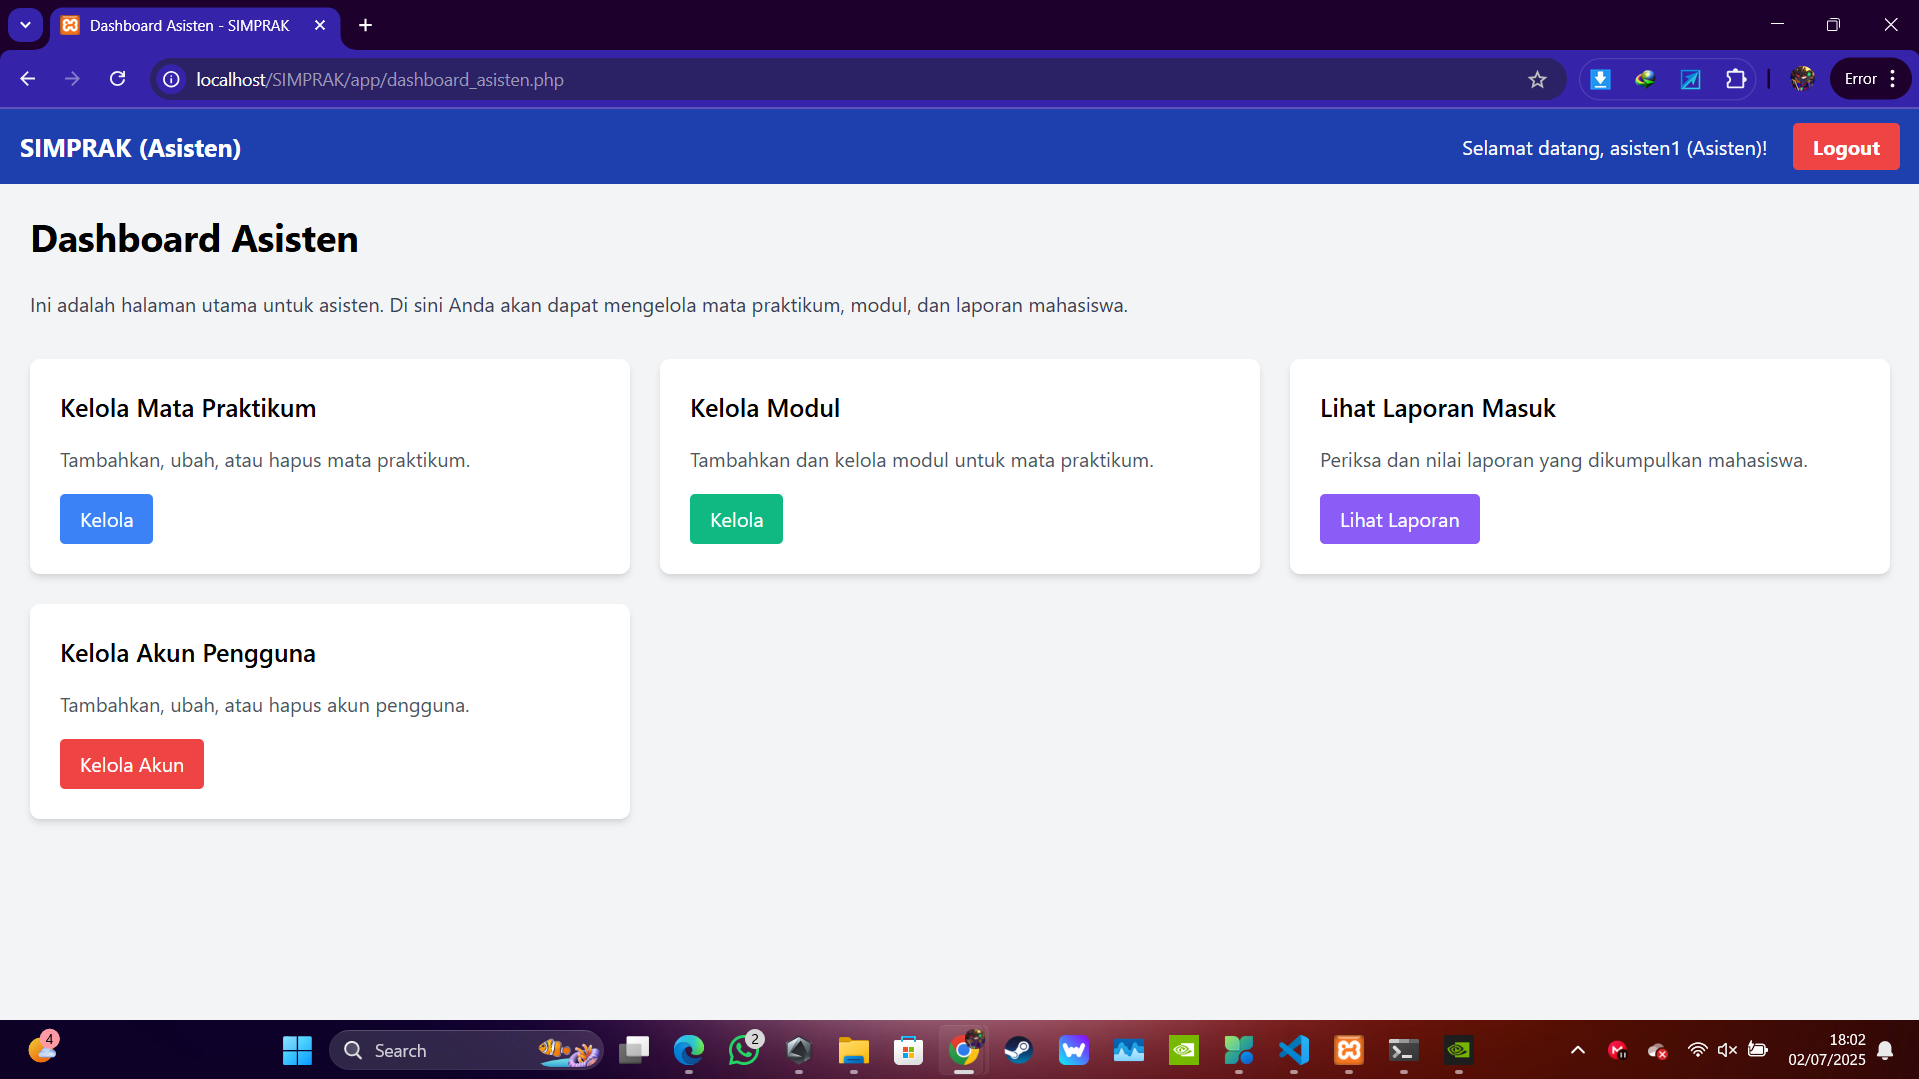 Dashboard Asisten - SIMPRAK
localhost/SIMPRAK/app/dashboard_asisten.php
Error
SIMPRAK (Asisten)
Selamat datang, asisten1 (Asisten)!
Logout
Dashboard Asisten
Ini adalah halaman utama untuk asisten. Di sini Anda akan dapat mengelola mata praktikum, modul, dan laporan mahasiswa.
Kelola Mata Praktikum
Tambahkan, ubah, atau hapus mata praktikum.
Kelola
Kelola Modul
Tambahkan dan kelola modul untuk mata praktikum.
Kelola
Lihat Laporan Masuk
Periksa dan nilai laporan yang dikumpulkan mahasiswa.
Lihat Laporan
Kelola Akun Pengguna
Tambahkan, ubah, atau hapus akun pengguna.
Kelola Akun
4
Search
2
18:02
02/07/2025